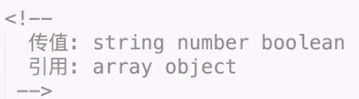 <!--
传值: string number boolean
引用: array object
-->